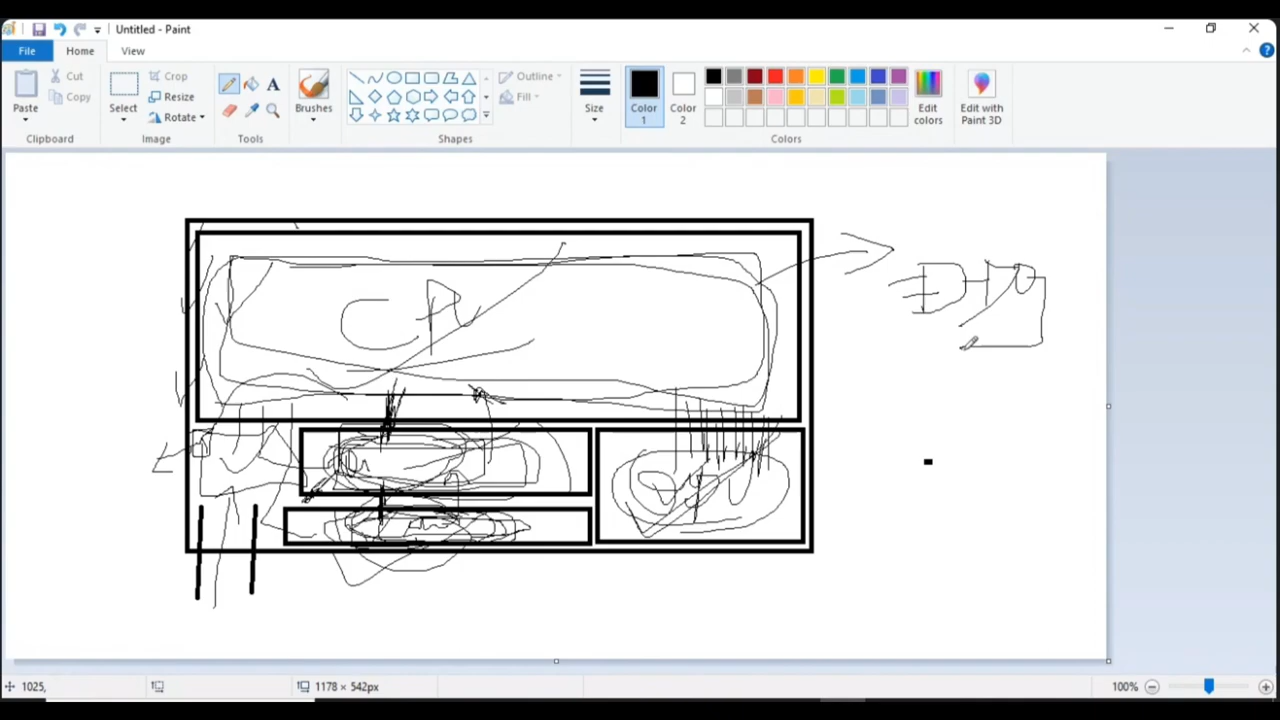 Untitled - Paint
File
Home
View
Paste
Cut
Copy
Clipboard
Select
Crop
Resize
Rotate
Image
A
Tools
Brushes
Outline
Fill
Shapes
Size
Color 1
Color 2
Edit colors
Edit with Paint 3D
Colors
1025,
1178 × 542px
100%